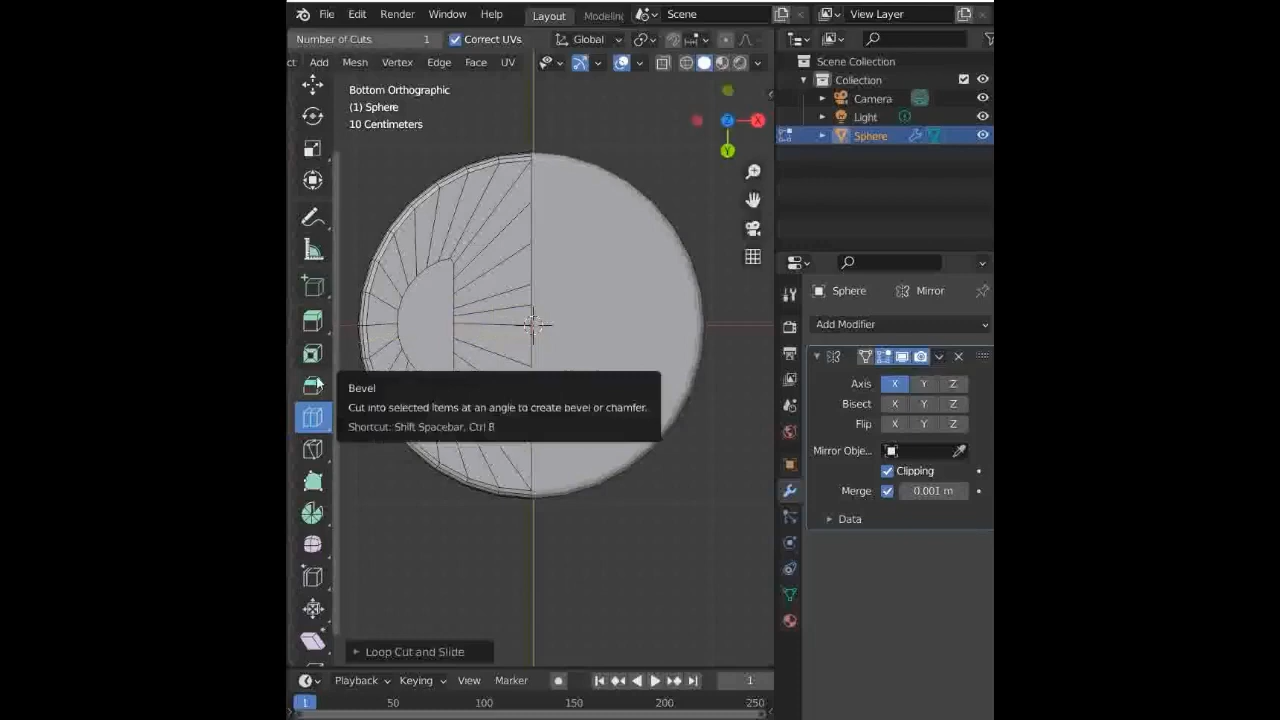 File Edit Render Window Help Layout Modeling Scene View Layer
Number of Cuts 1 Correct UVs Global
ct Add Mesh Vertex Edge Face UV
Bottom Orthographic
(1) Sphere
10 Centimeters
X
Y
Z
Scene Collection
Collection
Camera
Light
Sphere
Sphere Mirror
Add Modifier
Axis X Y Z
Bisect X Y Z
Flip X Y Z
Mirror Obje...
Clipping
Merge 0.001 m
Data
Bevel
Cut into selected items at an angle to create bevel or chamfer.
Shortcut: Shift Spacebar, Ctrl B
Loop Cut and Slide
Playback Keying View Marker 1
1 50 100 150 200 250